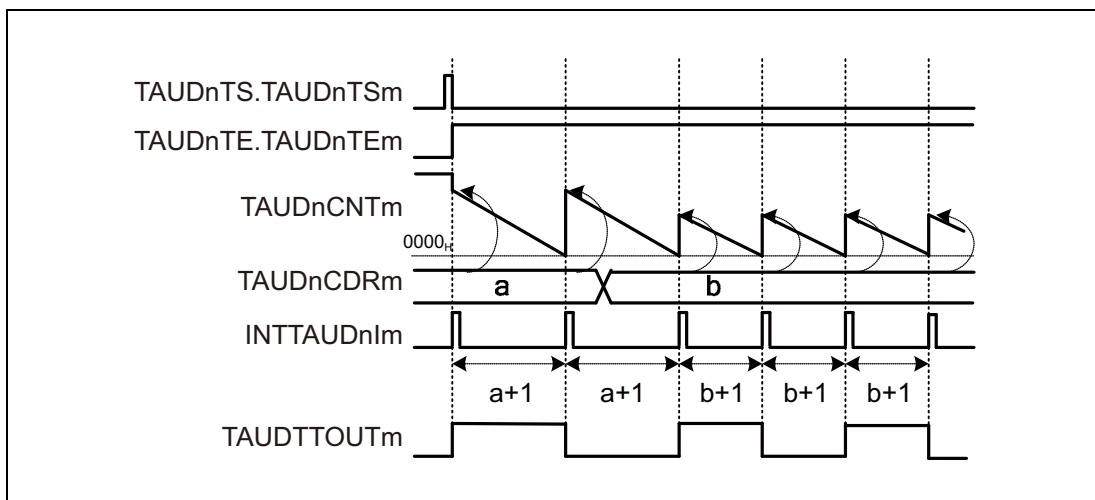 TAUDnTS.TAUDnTSm
TAUDnTE.TAUDnTEm
TAUDnCNTm
0000H
TAUDnCDRm
a
b
INTTAUDnIm
a+1
a+1
b+1
b+1
b+1
TAUDTTOUTm